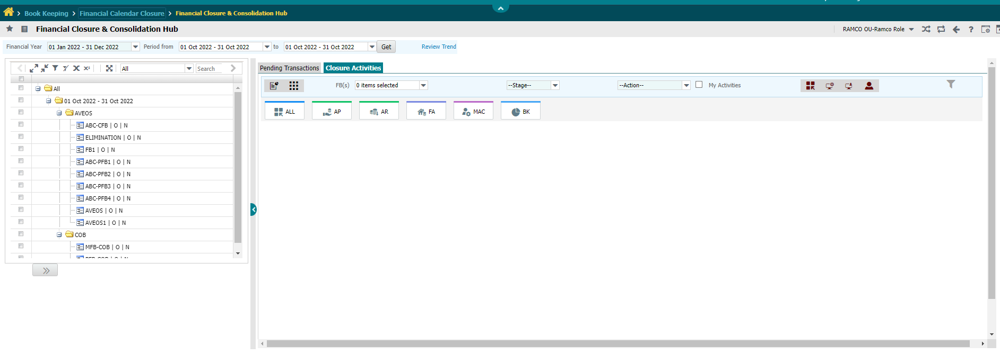 Book Keeping > Financial Calendar Closure > Financial Closure & Consolidation Hub
Financial Closure & Consolidation Hub
RAMCO OU-Ramco Role
Financial Year 01 Jan 2022 - 31 Dec 2022 Period from 01 Oct 2022 - 31 Oct 2022 to 01 Oct 2022 - 31 Oct 2022 Get Review Trend
All Search
All
01 Oct 2022 - 31 Oct 2022
AVEOS
ABC-CFB | O | N
ELIMINATION | O | N
FB1 | O | N
ABC-PFB1 | O | N
ABC-PFB2 | O | N
ABC-PFB3 | O | N
ABC-PFB4 | O | N
AVEOS | O | N
AVEOS1 | O | N
COB
MFB-COB | O | N
Pending Transactions Closure Activities
FB(s) 0 items selected --Stage-- --Action-- My Activities
ALL AP AR FA MAC BK